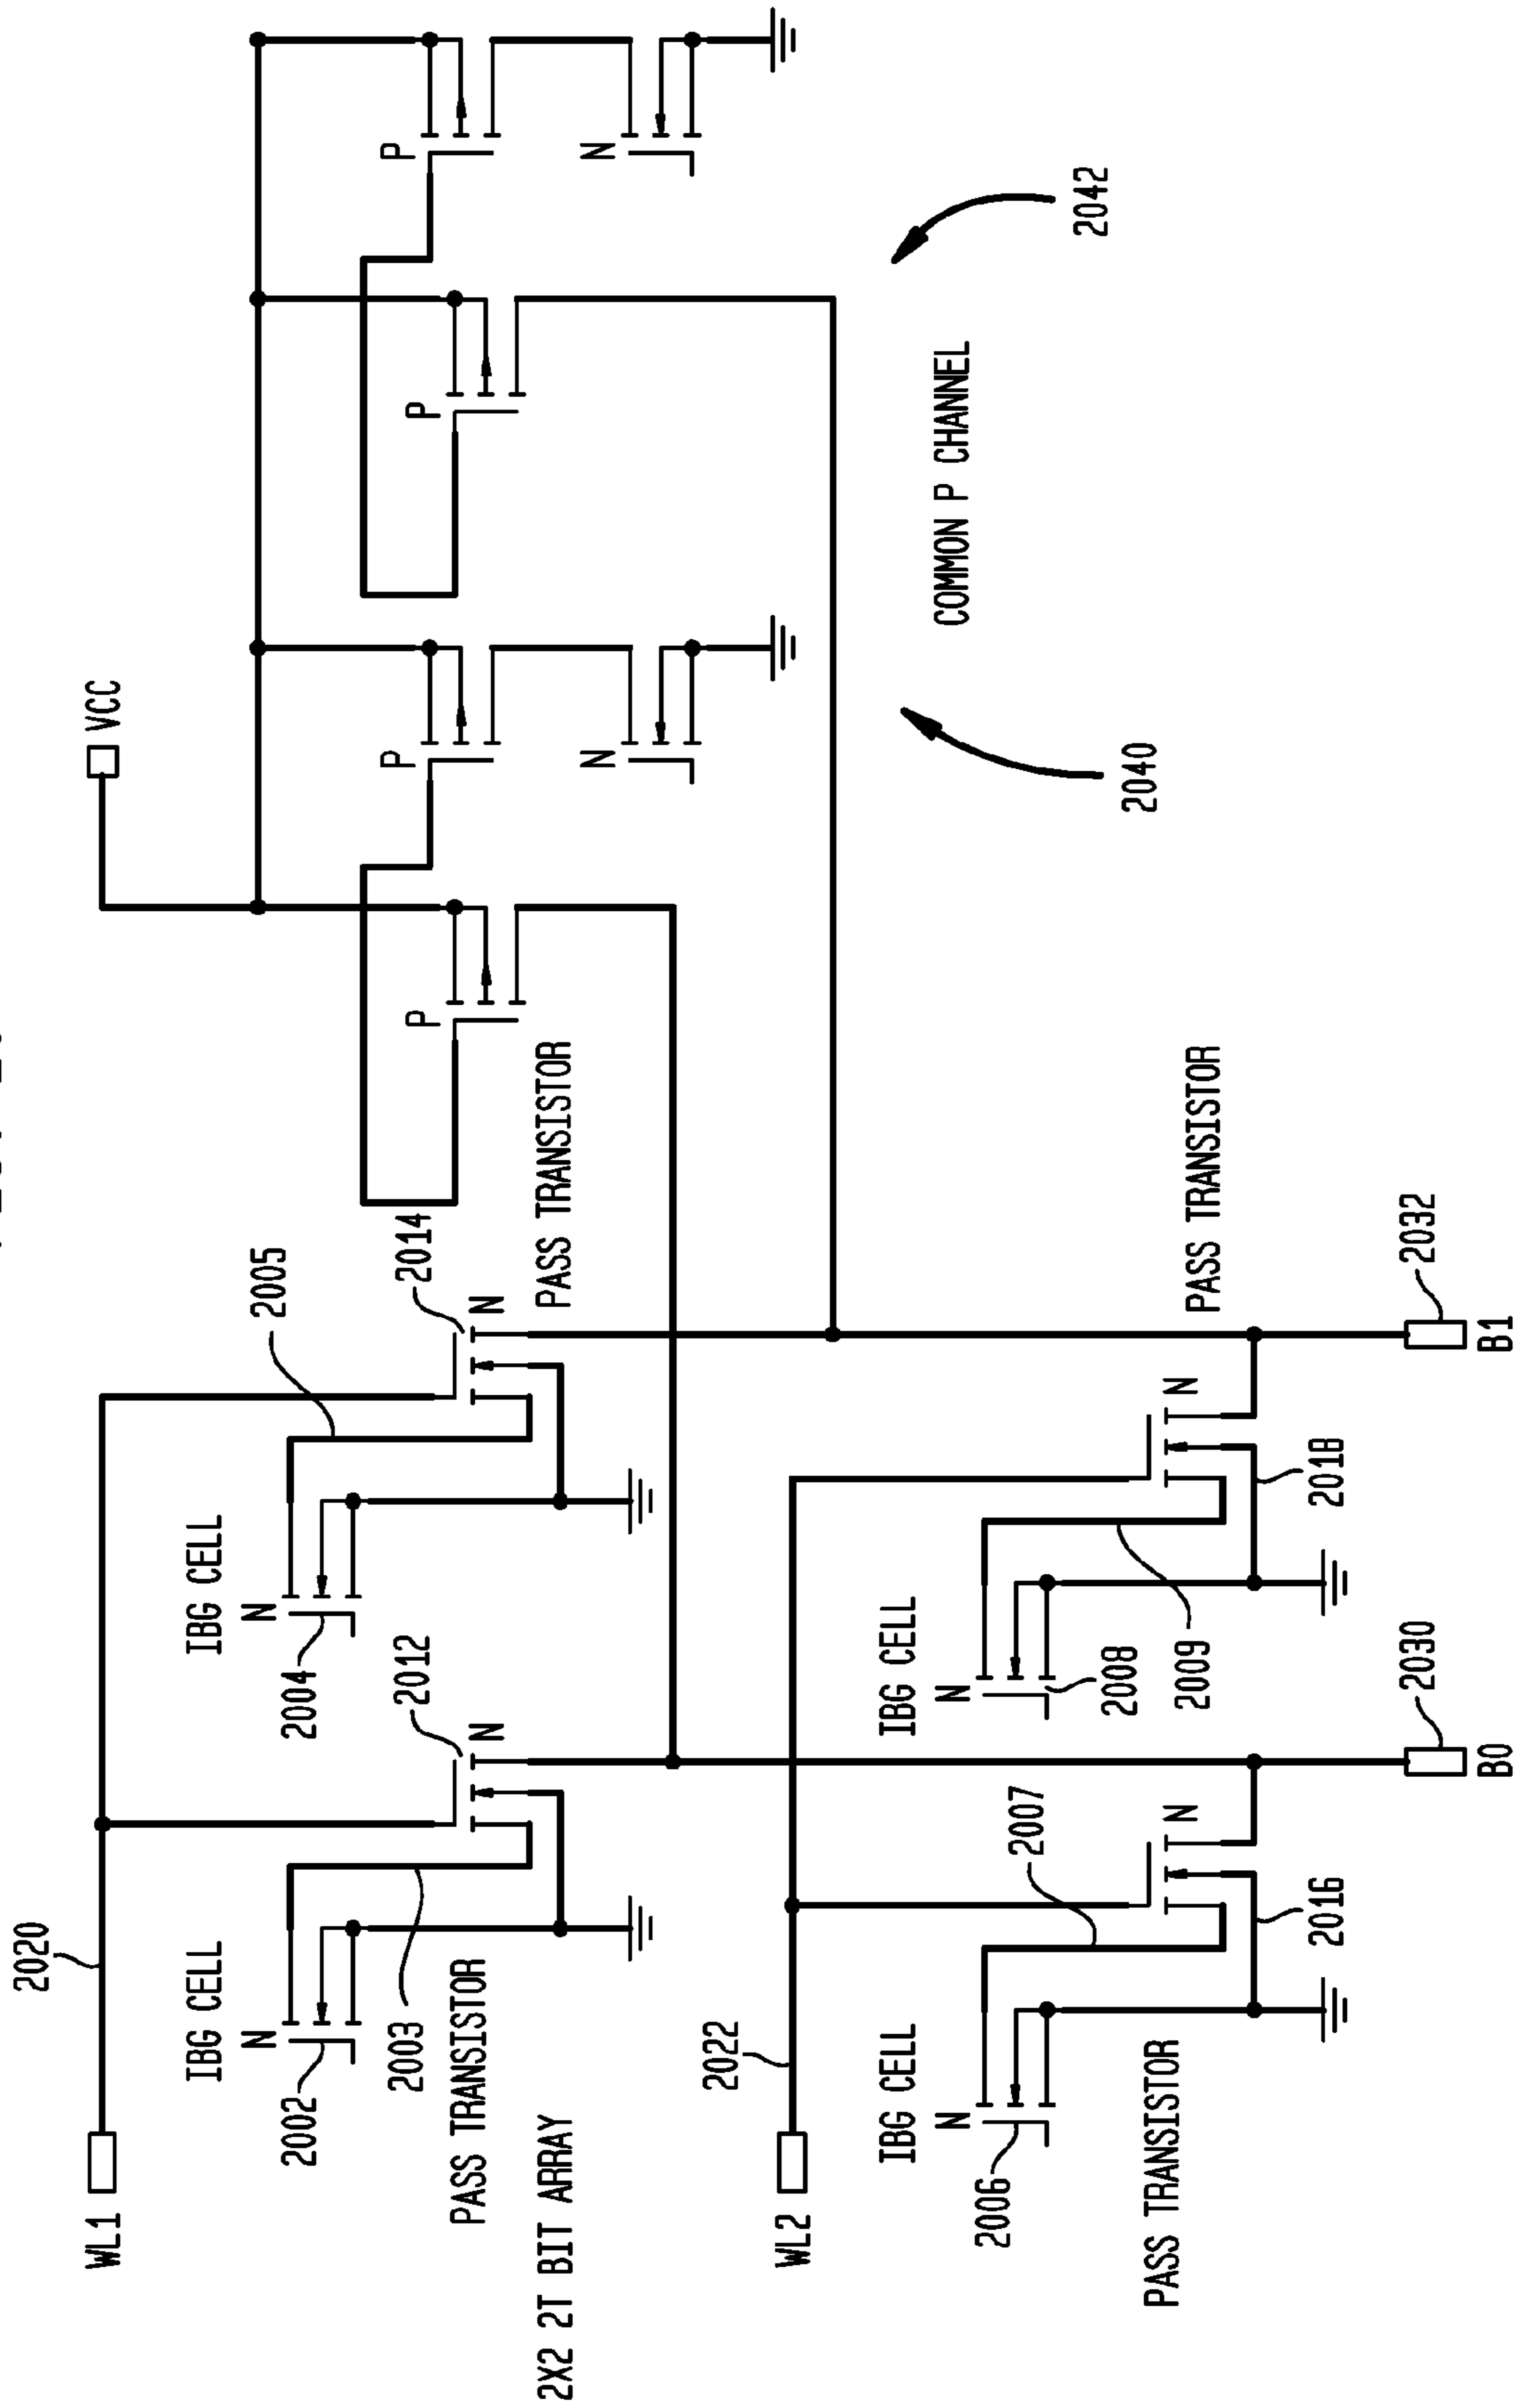 2020
WL1
VCC
IBG CELL
N
2002
2003
PASS TRANSISTOR
2X2 2T BIT ARRAY
2012
N
IBG CELL
N
2004
2005
2014
N
PASS TRANSISTOR
P
P
N
P
P
N
2040
COMMON P CHANNEL
2042
2022
WL2
IBG CELL
N
2006
2007
PASS TRANSISTOR
N
2016
IBG CELL
N
2008
2009
N
2018
PASS TRANSISTOR
2030
B0
2032
B1